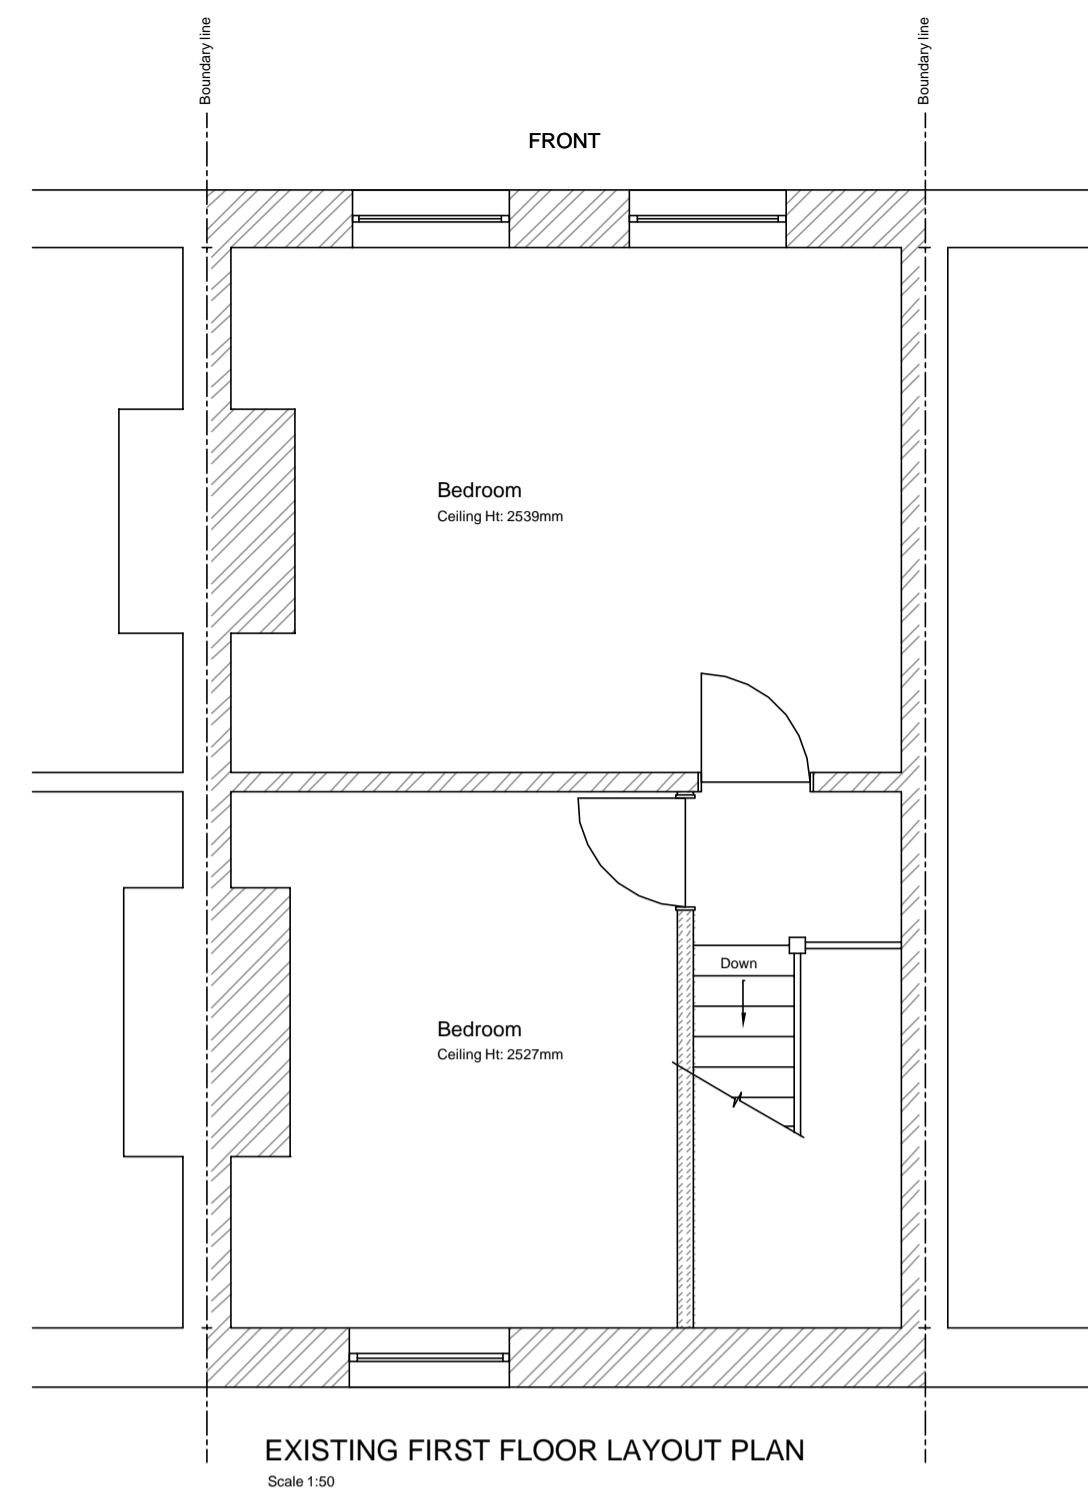 Boundary line
Boundary line
FRONT
Bedroom
Ceiling Ht: 2539mm
Down
Bedroom
Ceiling Ht: 2527mm
EXISTING FIRST FLOOR LAYOUT PLAN
Scale 1:50